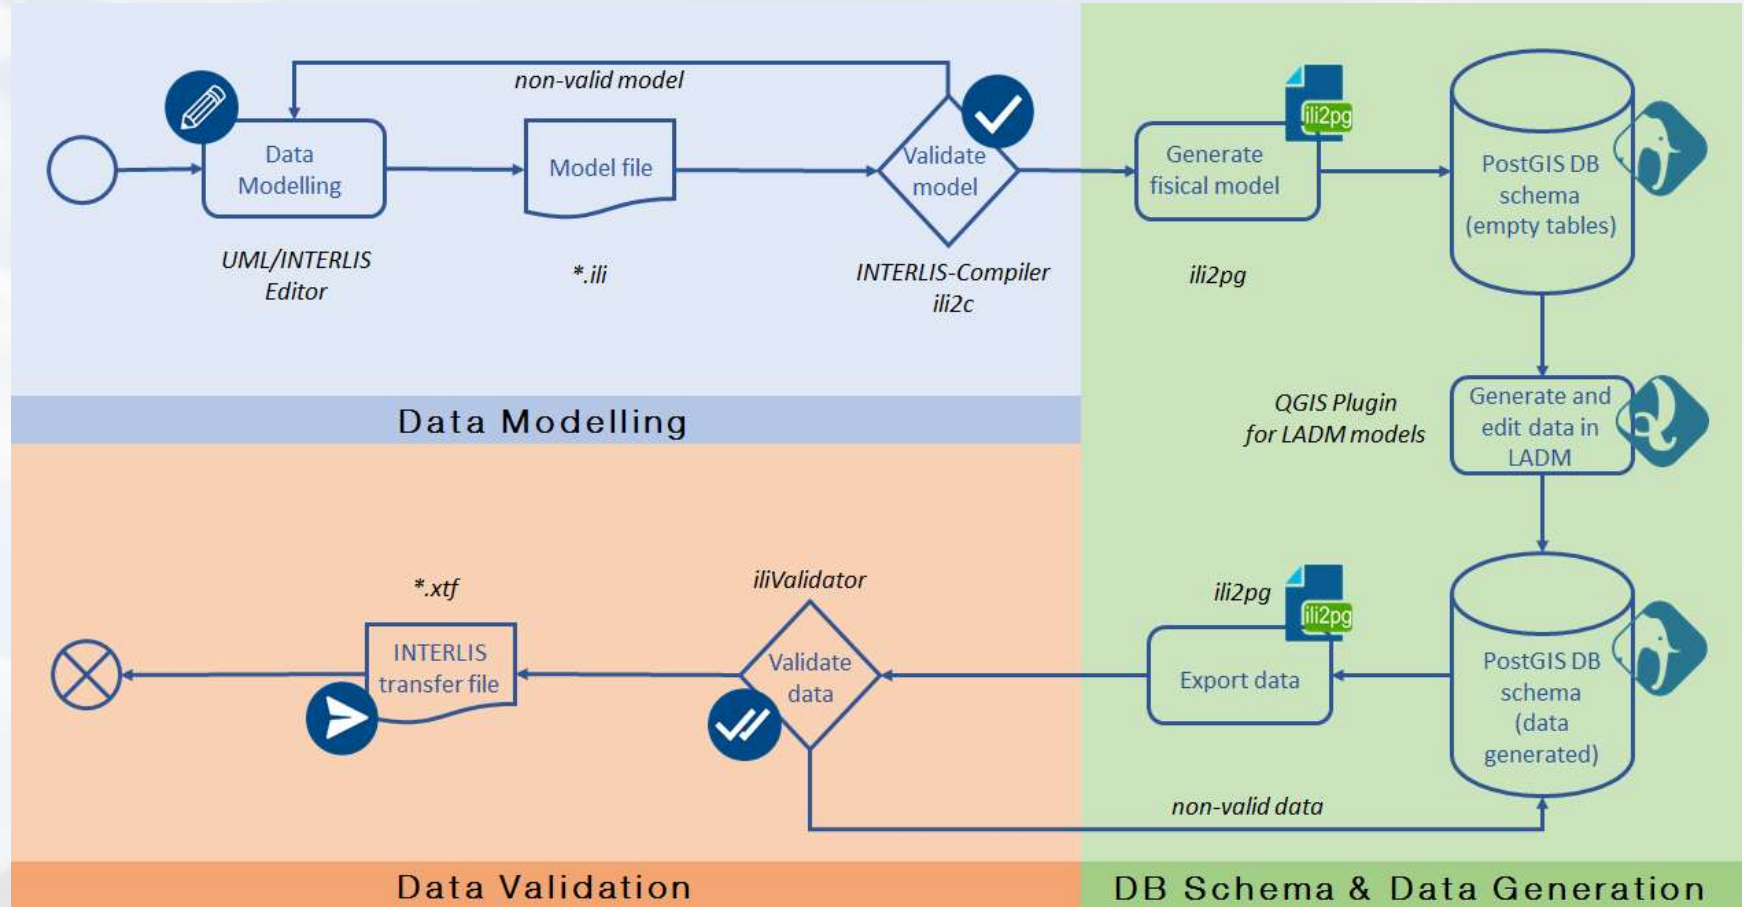 non-valid model
Data
Modelling
UML/INTERLIS
Editor
Model file
*.ili
Validate
model
INTERLIS-Compiler
ili2c
Data Modelling
ili2pg
Generate
fisical model
ili2pg
PostGIS DB
schema
(empty tables)
QGIS Plugin
for LADM models
Generate and
edit data in
LADM
PostGIS DB
schema
(data
generated)
ili2pg
ili2pg
Export data
non-valid data
DB Schema & Data Generation
iliValidator
Validate
data
*.xtf
INTERLIS
transfer file
Data Validation